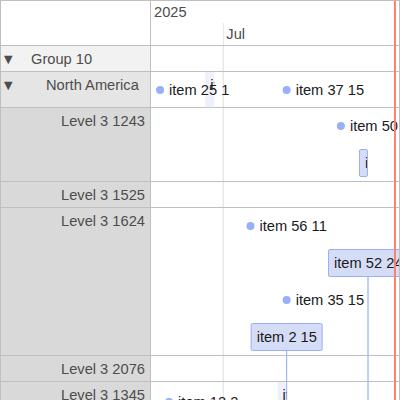 2025
Jul
▼ Group 10
▼ North America
item 25 1
i
item 37 15
Level 3 1243
item 50
i
Level 3 1525
Level 3 1624
item 56 11
item 52 24
item 35 15
item 2 15
Level 3 2076
Level 3 1345
item 13 2
i